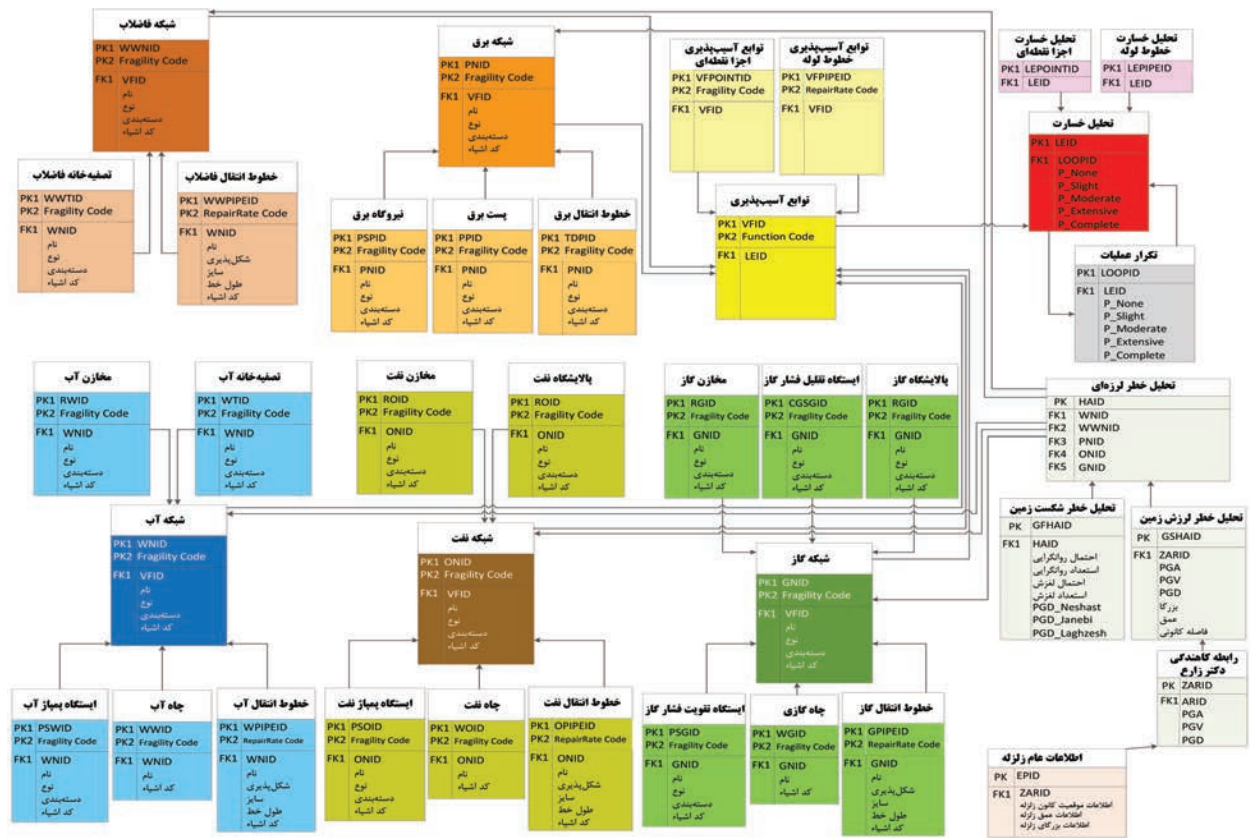 شبکه فاضلاب
PK1 WWNID
PK2 Fragility Code
FK1 VFID
نام
نوع
دسته‌بندی
کد اشیاء
شبکه برق
PK1 PNID
PK2 Fragility Code
FK1 VFID
نام
نوع
دسته‌بندی
کد اشیاء
توابع آسیب‌پذیری
اجزا نقطه‌ای
PK1 VFPOINTID
PK2 Fragility Code
FK1 VFID
توابع آسیب‌پذیری
خطوط لوله
PK1 VFPIPEID
PK2 RepairRate Code
FK1 VFID
تحلیل خسارت
اجزا نقطه‌ای
PK1 LEPOINTID
FK1 LEID
تحلیل خسارت
خطوط لوله
PK1 LEPIPEID
FK1 LEID
تحلیل خسارت
PK1 LEID
FK1 LOOPID
P_None
P_Slight
P_Moderate
P_Extensive
P_Complete
تصفیه‌خانه فاضلاب
PK1 WWTID
PK2 Fragility Code
FK1 WNID
نام
نوع
دسته‌بندی
کد اشیاء
خطوط انتقال فاضلاب
PK1 WWPIPEID
PK2 RepairRate Code
FK1 WNID
نام
شکل‌پذیری
سایز
طول خط
کد اشیاء
نیروگاه برق
PK1 PSPID
PK2 Fragility Code
FK1 PNID
نام
نوع
دسته‌بندی
کد اشیاء
پست برق
PK1 PPID
PK2 Fragility Code
FK1 PNID
نام
نوع
دسته‌بندی
کد اشیاء
خطوط انتقال برق
PK1 TDPID
PK2 Fragility Code
FK1 PNID
نام
نوع
دسته‌بندی
کد اشیاء
توابع آسیب‌پذیری
PK1 VFID
PK2 Function Code
FK1 LEID
تکرار عملیات
PK1 LOOPID
FK1 LEID
P_None
P_Slight
P_Moderate
P_Extensive
P_Complete
مخازن آب
PK1 RWID
PK2 Fragility Code
FK1 WNID
نام
نوع
دسته‌بندی
کد اشیاء
تصفیه‌خانه آب
PK1 WTID
PK2 Fragility Code
FK1 WNID
نام
نوع
دسته‌بندی
کد اشیاء
مخازن نفت
PK1 ROID
PK2 Fragility Code
FK1 ONID
نام
نوع
دسته‌بندی
کد اشیاء
پالایشگاه نفت
PK1 ROID
PK2 Fragility Code
FK1 ONID
نام
نوع
دسته‌بندی
کد اشیاء
مخازن گاز
PK1 RGID
PK2 Fragility Code
FK1 GNID
نام
نوع
دسته‌بندی
کد اشیاء
ایستگاه تقلیل فشار گاز
PK1 CGSGID
PK2 Fragility Code
FK1 GNID
نام
نوع
دسته‌بندی
کد اشیاء
پالایشگاه گاز
PK1 RGID
PK2 Fragility Code
FK1 GNID
نام
نوع
دسته‌بندی
کد اشیاء
تحلیل خطر لرزه‌ای
PK HAID
FK1 WNID
FK2 WWNID
FK3 PNID
FK4 ONID
FK5 GNID
شبکه آب
PK1 WNID
PK2 Fragility Code
FK1 VFID
نام
نوع
دسته‌بندی
کد اشیاء
شبکه نفت
PK1 ONID
PK2 Fragility Code
FK1 VFID
نام
نوع
دسته‌بندی
کد اشیاء
شبکه گاز
PK1 GNID
PK2 Fragility Code
FK1 VFID
نام
نوع
دسته‌بندی
کد اشیاء
تحلیل خطر شکست زمین
PK GFHAID
FK1 HAID
احتمال روانگرایی
استعداد روانگرایی
احتمال لغزش
استعداد لغزش
PGD_Neshast
PGD_Janebi
PGD_Laghzesh
تحلیل خطر لرزش زمین
PK GSHAID
FK1 ZARID
PGA
PGV
PGD
بزرگا
عمق
فاصله کانونی
ایستگاه پمپاژ آب
PK1 PSWID
PK2 Fragility Code
FK1 WNID
نام
نوع
دسته‌بندی
کد اشیاء
چاه آب
PK1 WWID
PK2 Fragility Code
FK1 WNID
نام
کد اشیاء
خطوط انتقال آب
PK1 WPIPEID
PK2 RepairRate Code
FK1 WNID
نام
شکل‌پذیری
سایز
طول خط
کد اشیاء
ایستگاه پمپاژ نفت
PK1 PSOID
PK2 Fragility Code
FK1 ONID
نام
نوع
دسته‌بندی
کد اشیاء
چاه نفت
PK1 WOID
PK2 Fragility Code
FK1 ONID
نام
کد اشیاء
خطوط انتقال نفت
PK1 OPIPEID
PK2 RepairRate Code
FK1 ONID
نام
شکل‌پذیری
سایز
طول خط
کد اشیاء
ایستگاه تقویت فشار گاز
PK1 PSGID
PK2 Fragility Code
FK1 GNID
نام
نوع
دسته‌بندی
کد اشیاء
چاه گازی
PK1 WGID
PK2 Fragility Code
FK1 GNID
نام
کد اشیاء
خطوط انتقال گاز
PK1 GPIPEID
PK2 RepairRate Code
FK1 GNID
نام
شکل‌پذیری
سایز
طول خط
کد اشیاء
رابطه کاهندگی
دکتر زارع
PK ZARID
FK1 ARID
PGA
PGV
PGD
اطلاعات عام زلزله
PK EPID
FK1 ZARID
اطلاعات موقعیت کانون زلزله
اطلاعات عمق زلزله
اطلاعات بزرگای زلزله